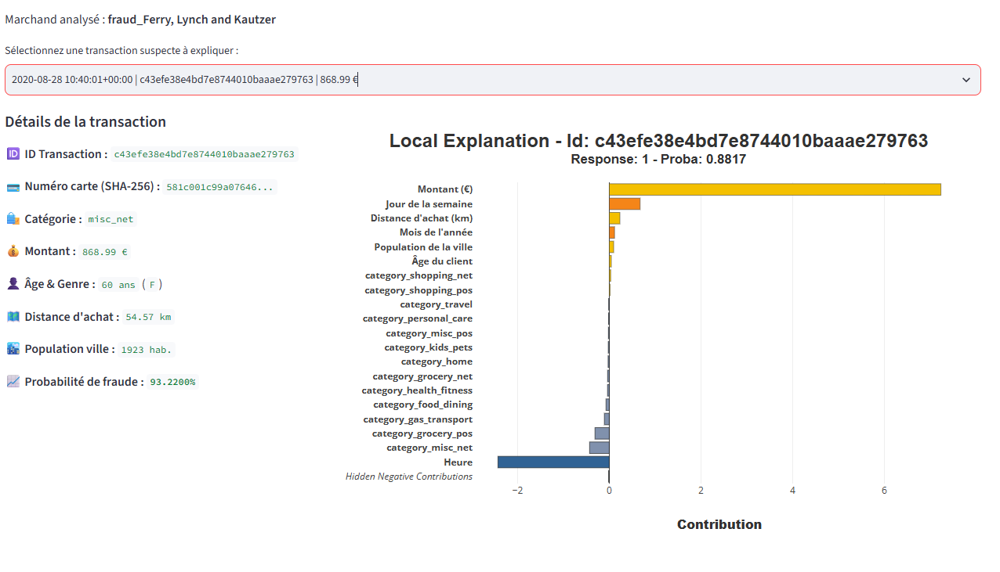 Marchand analysé : fraud_Ferry, Lynch and Kautzer
Sélectionnez une transaction suspecte à expliquer :
2020-08-28 10:40:01+00:00 | c43efe38e4bd7e8744010baaae279763 | 868.99 €
Détails de la transaction
ID Transaction : c43efe38e4bd7e8744010baaae279763
Numéro carte (SHA-256) : 581c001c99a07646...
Catégorie : misc_net
Montant : 868.99 €
Âge & Genre : 60 ans ( F )
Distance d'achat : 54.57 km
Population ville : 1923 hab.
Probabilité de fraude : 93.2200%
Local Explanation - Id: c43efe38e4bd7e8744010baaae279763
Response: 1 - Proba: 0.8817
Montant (€)
Jour de la semaine
Distance d'achat (km)
Mois de l'année
Population de la ville
Âge du client
category_shopping_net
category_shopping_pos
category_travel
category_personal_care
category_misc_pos
category_kids_pets
category_home
category_grocery_net
category_health_fitness
category_food_dining
category_gas_transport
category_grocery_pos
category_misc_net
Heure
Hidden Negative Contributions
−2 0 2 4 6
Contribution